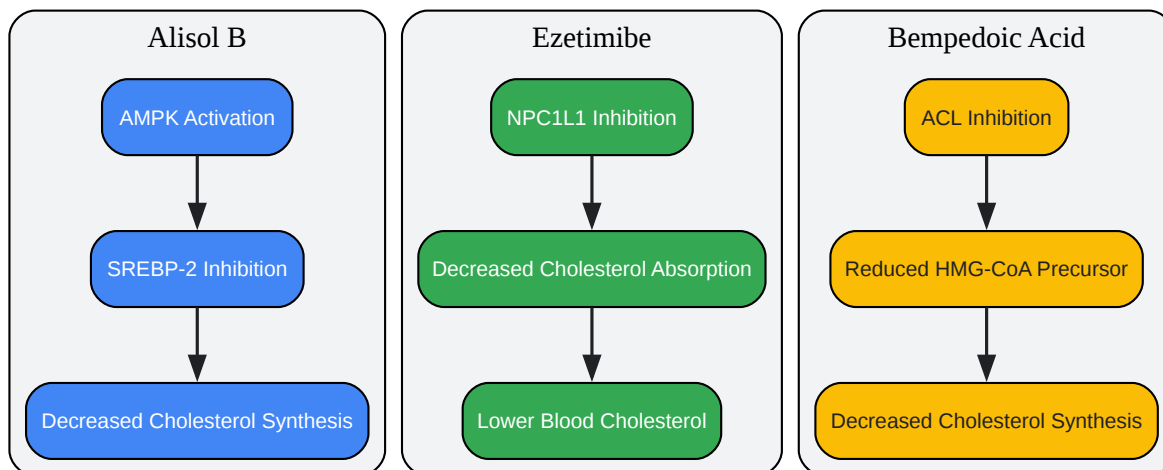 Alisol B
AMPK Activation
SREBP-2 Inhibition
Decreased Cholesterol Synthesis
Ezetimibe
NPC1L1 Inhibition
Decreased Cholesterol Absorption
Lower Blood Cholesterol
Bempedoic Acid
ACL Inhibition
Reduced HMG-CoA Precursor
Decreased Cholesterol Synthesis